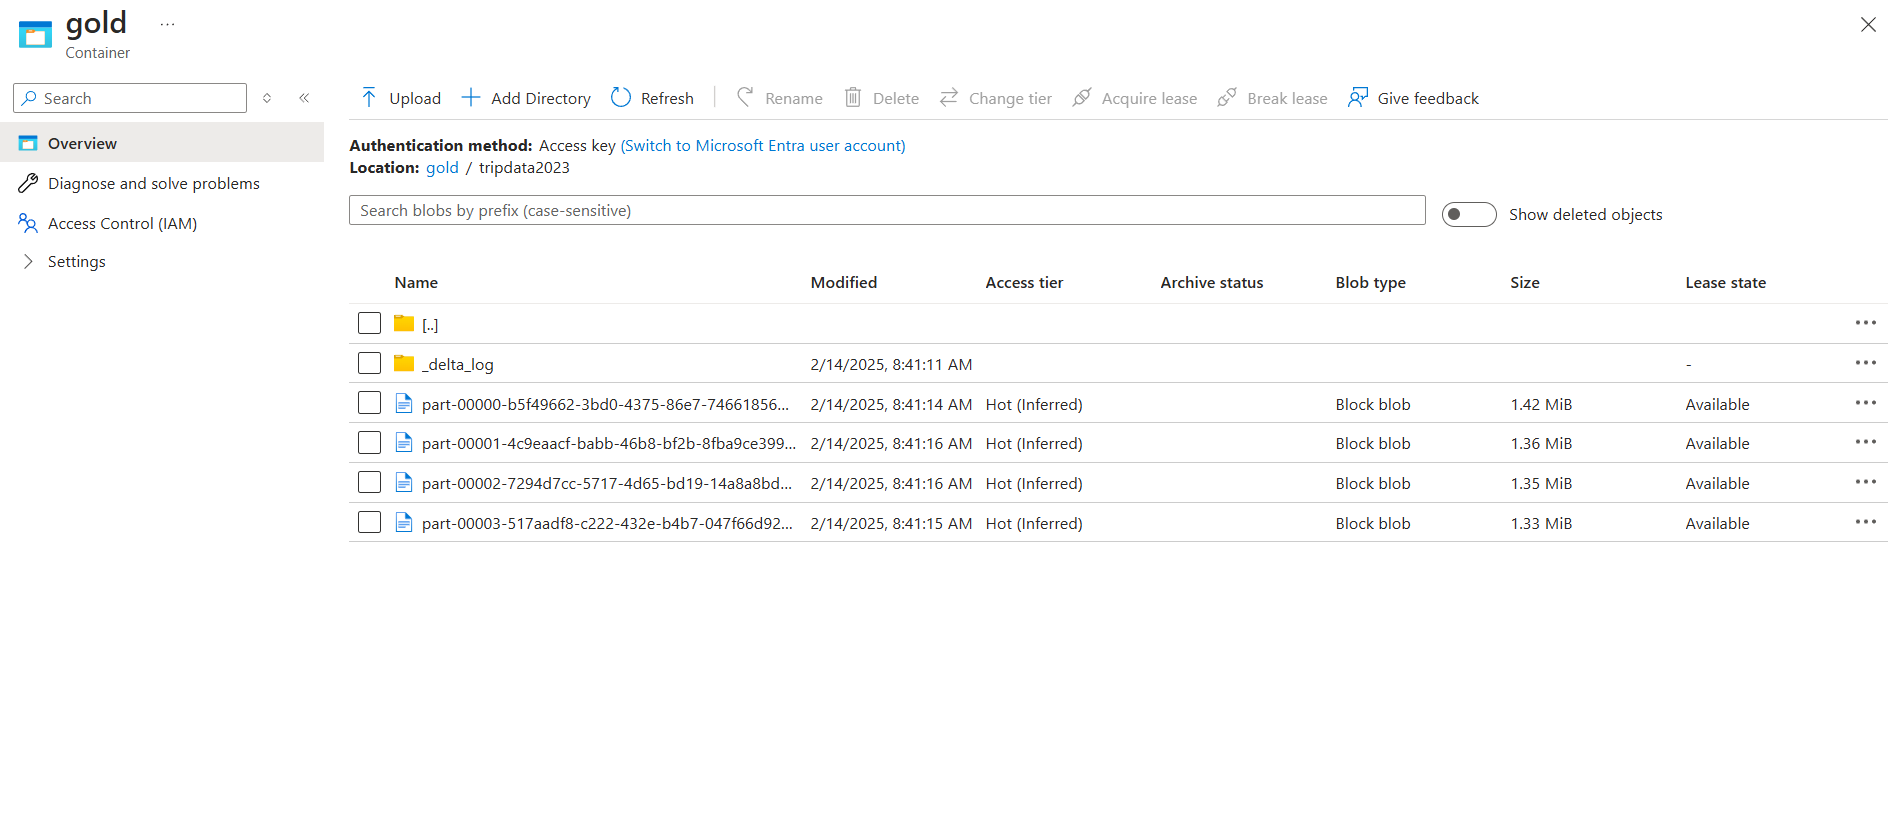 gold
...
Container
Search
Overview
Diagnose and solve problems
Access Control (IAM)
Settings
Upload Add Directory Refresh Rename Delete Change tier Acquire lease Break lease Give feedback
Authentication method: Access key (Switch to Microsoft Entra user account)
Location: gold / tripdata2023
Search blobs by prefix (case-sensitive)
Show deleted objects
Name Modified Access tier Archive status Blob type Size Lease state
[..]
_delta_log 2/14/2025, 8:41:11 AM -
part-00000-b5f49662-3bd0-4375-86e7-74661856... 2/14/2025, 8:41:14 AM Hot (Inferred) Block blob 1.42 MiB Available
part-00001-4c9eaacf-babb-46b8-bf2b-8fba9ce399... 2/14/2025, 8:41:16 AM Hot (Inferred) Block blob 1.36 MiB Available
part-00002-7294d7cc-5717-4d65-bd19-14a8a8bd... 2/14/2025, 8:41:16 AM Hot (Inferred) Block blob 1.35 MiB Available
part-00003-517aadf8-c222-432e-b4b7-047f66d92... 2/14/2025, 8:41:15 AM Hot (Inferred) Block blob 1.33 MiB Available